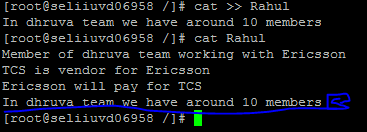 [root@seliiuvd06958 /]# cat >> Rahul
In dhruva team we have around 10 members
[root@seliiuvd06958 /]# cat Rahul
Member of dhruva team working with Ericsson
TCS is vendor for Ericsson
Ericsson will pay for TCS
In dhruva team we have around 10 members
[root@seliiuvd06958 /]#